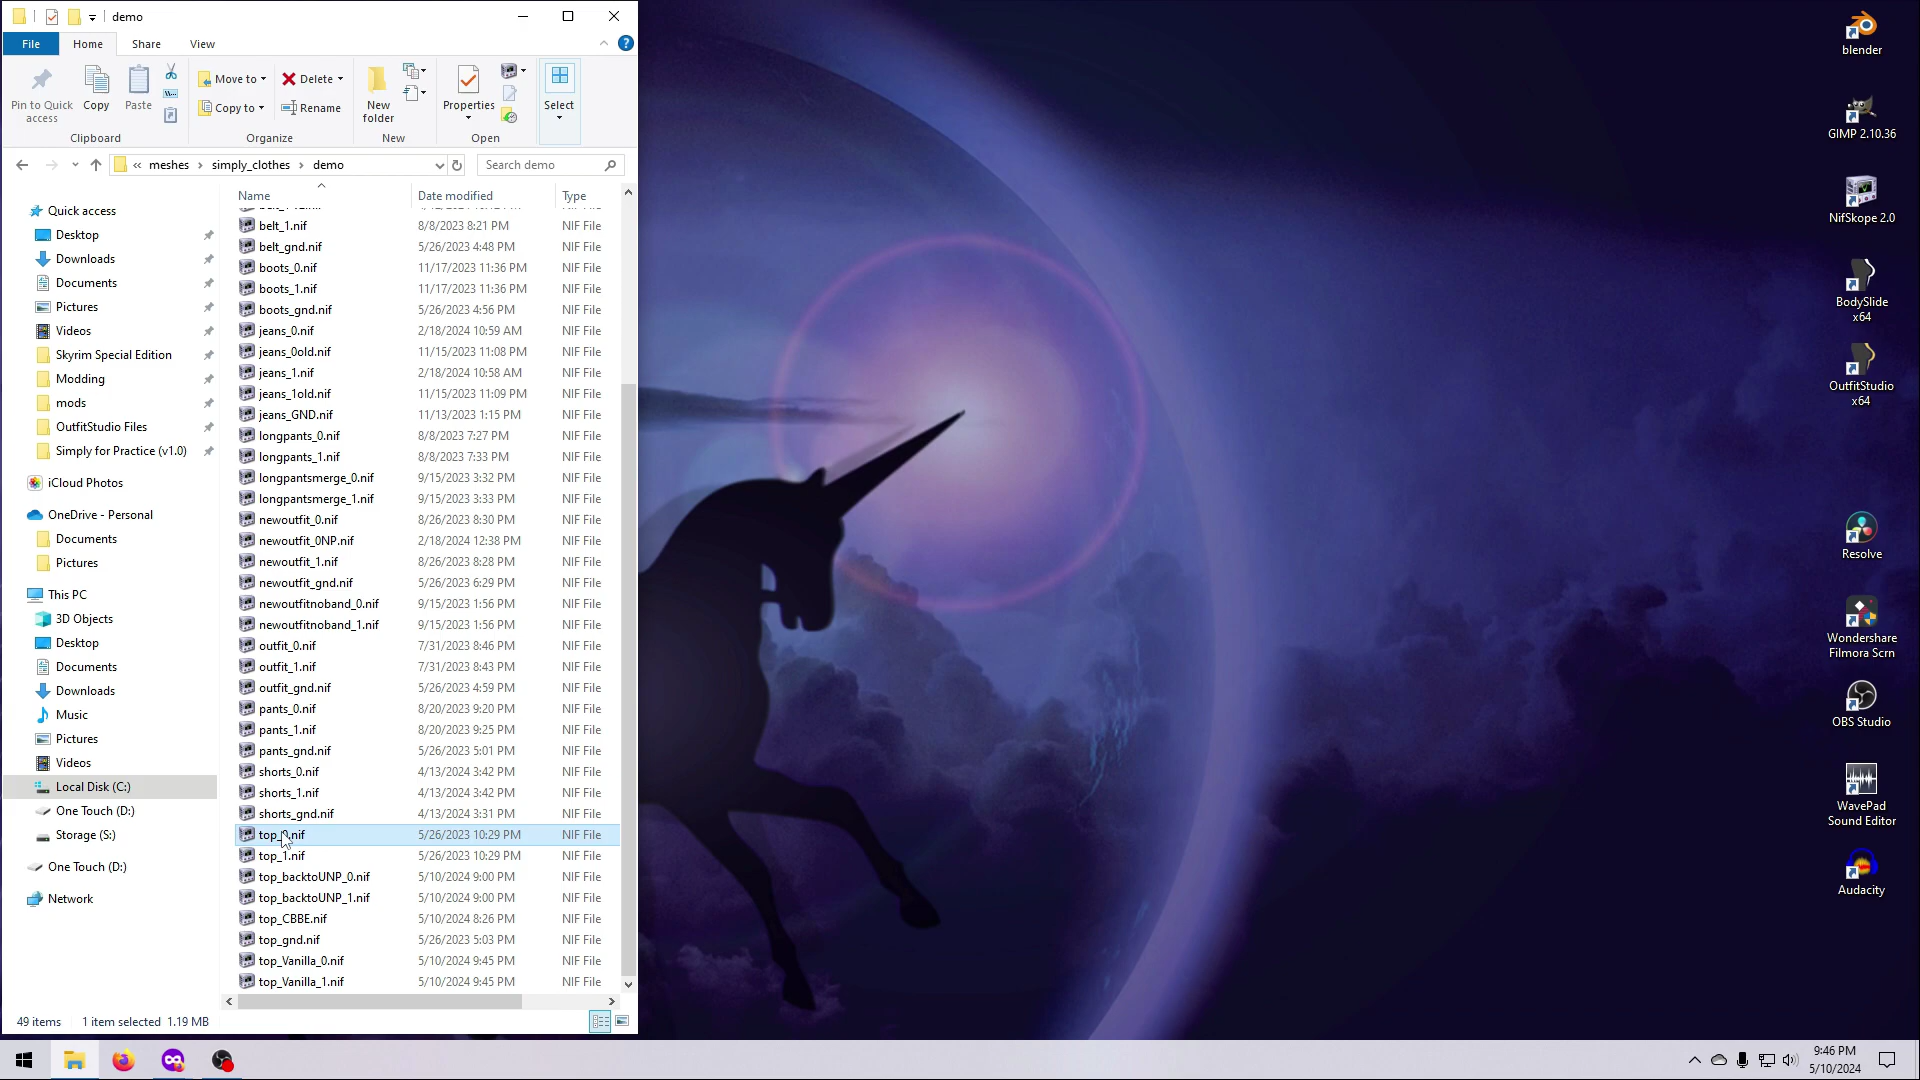 demo
File
Home
Share
View
Pin to Quick access
Copy
Paste
Move to
Copy to
Delete
Rename
New folder
Properties
Select
Clipboard
Organize
New
Open
« meshes › simply_clothes › demo
Search demo
Name
Date modified
Type
Quick access
Desktop
Downloads
Documents
Pictures
Videos
Skyrim Special Edition
Modding
mods
OutfitStudio Files
Simply for Practice (v1.0)
iCloud Photos
OneDrive - Personal
Documents
Pictures
This PC
3D Objects
Desktop
Documents
Downloads
Music
Pictures
Videos
Local Disk (C:)
One Touch (D:)
Storage (S:)
One Touch (D:)
Network
belt_1.nif 8/8/2023 8:21 PM NIF File
belt_gnd.nif 5/26/2023 4:48 PM NIF File
boots_0.nif 11/17/2023 11:36 PM NIF File
boots_1.nif 11/17/2023 11:36 PM NIF File
boots_gnd.nif 5/26/2023 4:56 PM NIF File
jeans_0.nif 2/18/2024 10:59 AM NIF File
jeans_0old.nif 11/15/2023 11:08 PM NIF File
jeans_1.nif 2/18/2024 10:58 AM NIF File
jeans_1old.nif 11/15/2023 11:09 PM NIF File
jeans_GND.nif 11/13/2023 1:15 PM NIF File
longpants_0.nif 8/8/2023 7:27 PM NIF File
longpants_1.nif 8/8/2023 7:33 PM NIF File
longpantsmerge_0.nif 9/15/2023 3:32 PM NIF File
longpantsmerge_1.nif 9/15/2023 3:33 PM NIF File
newoutfit_0.nif 8/26/2023 8:30 PM NIF File
newoutfit_0NP.nif 2/18/2024 12:38 PM NIF File
newoutfit_1.nif 8/26/2023 8:28 PM NIF File
newoutfit_gnd.nif 5/26/2023 6:29 PM NIF File
newoutfitnoband_0.nif 9/15/2023 1:56 PM NIF File
newoutfitnoband_1.nif 9/15/2023 1:56 PM NIF File
outfit_0.nif 7/31/2023 8:46 PM NIF File
outfit_1.nif 7/31/2023 8:43 PM NIF File
outfit_gnd.nif 5/26/2023 4:59 PM NIF File
pants_0.nif 8/20/2023 9:20 PM NIF File
pants_1.nif 8/20/2023 9:25 PM NIF File
pants_gnd.nif 5/26/2023 5:01 PM NIF File
shorts_0.nif 4/13/2024 3:42 PM NIF File
shorts_1.nif 4/13/2024 3:42 PM NIF File
shorts_gnd.nif 4/13/2024 3:31 PM NIF File
top_0.nif 5/26/2023 10:29 PM NIF File
top_1.nif 5/26/2023 10:29 PM NIF File
top_backtoUNP_0.nif 5/10/2024 9:00 PM NIF File
top_backtoUNP_1.nif 5/10/2024 9:00 PM NIF File
top_CBBE.nif 5/10/2024 8:26 PM NIF File
top_gnd.nif 5/26/2023 5:03 PM NIF File
top_Vanilla_0.nif 5/10/2024 9:45 PM NIF File
top_Vanilla_1.nif 5/10/2024 9:45 PM NIF File
49 items
1 item selected 1.19 MB
blender
GIMP 2.10.36
NifSkope 2.0
BodySlide
x64
OutfitStudio
x64
Resolve
Wondershare
Filmora Scrn
OBS Studio
WavePad
Sound Editor
Audacity
9:46 PM
5/10/2024